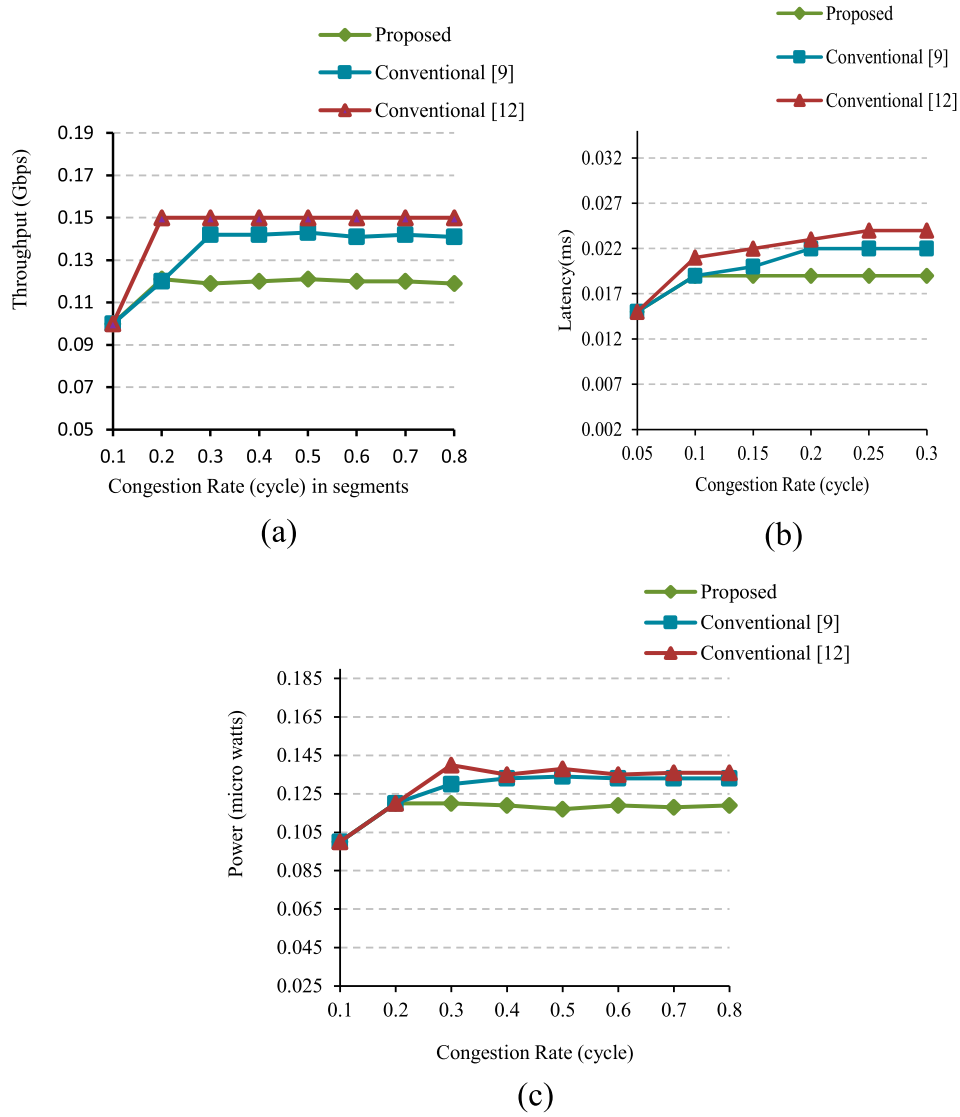 Proposed
Conventional [9]
Conventional [12]
Throughput (Gbps)
0.19
0.17
0.15
0.13
0.11
0.09
0.07
0.05
0.1 0.2 0.3 0.4 0.5 0.6 0.7 0.8
Congestion Rate (cycle) in segments
(a)
Proposed
Conventional [9]
Conventional [12]
Latency(ms)
0.032
0.027
0.022
0.017
0.012
0.007
0.002
0.05 0.1 0.15 0.2 0.25 0.3
Congestion Rate (cycle)
(b)
Proposed
Conventional [9]
Conventional [12]
Power (micro watts)
0.185
0.165
0.145
0.125
0.105
0.085
0.065
0.045
0.025
0.1 0.2 0.3 0.4 0.5 0.6 0.7 0.8
Congestion Rate (cycle)
(c)